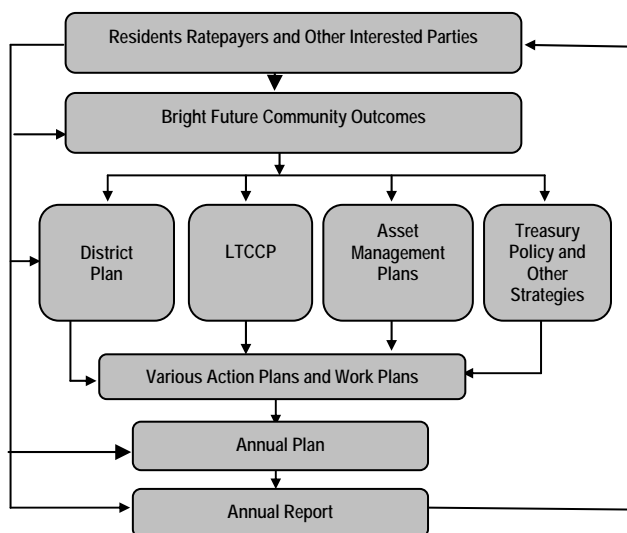 Residents Ratepayers and Other Interested Parties
Bright Future Community Outcomes
District
Plan
LTCCP
Asset
Management
Plans
Treasury
Policy and
Other
Strategies
Various Action Plans and Work Plans
Annual Plan
Annual Report